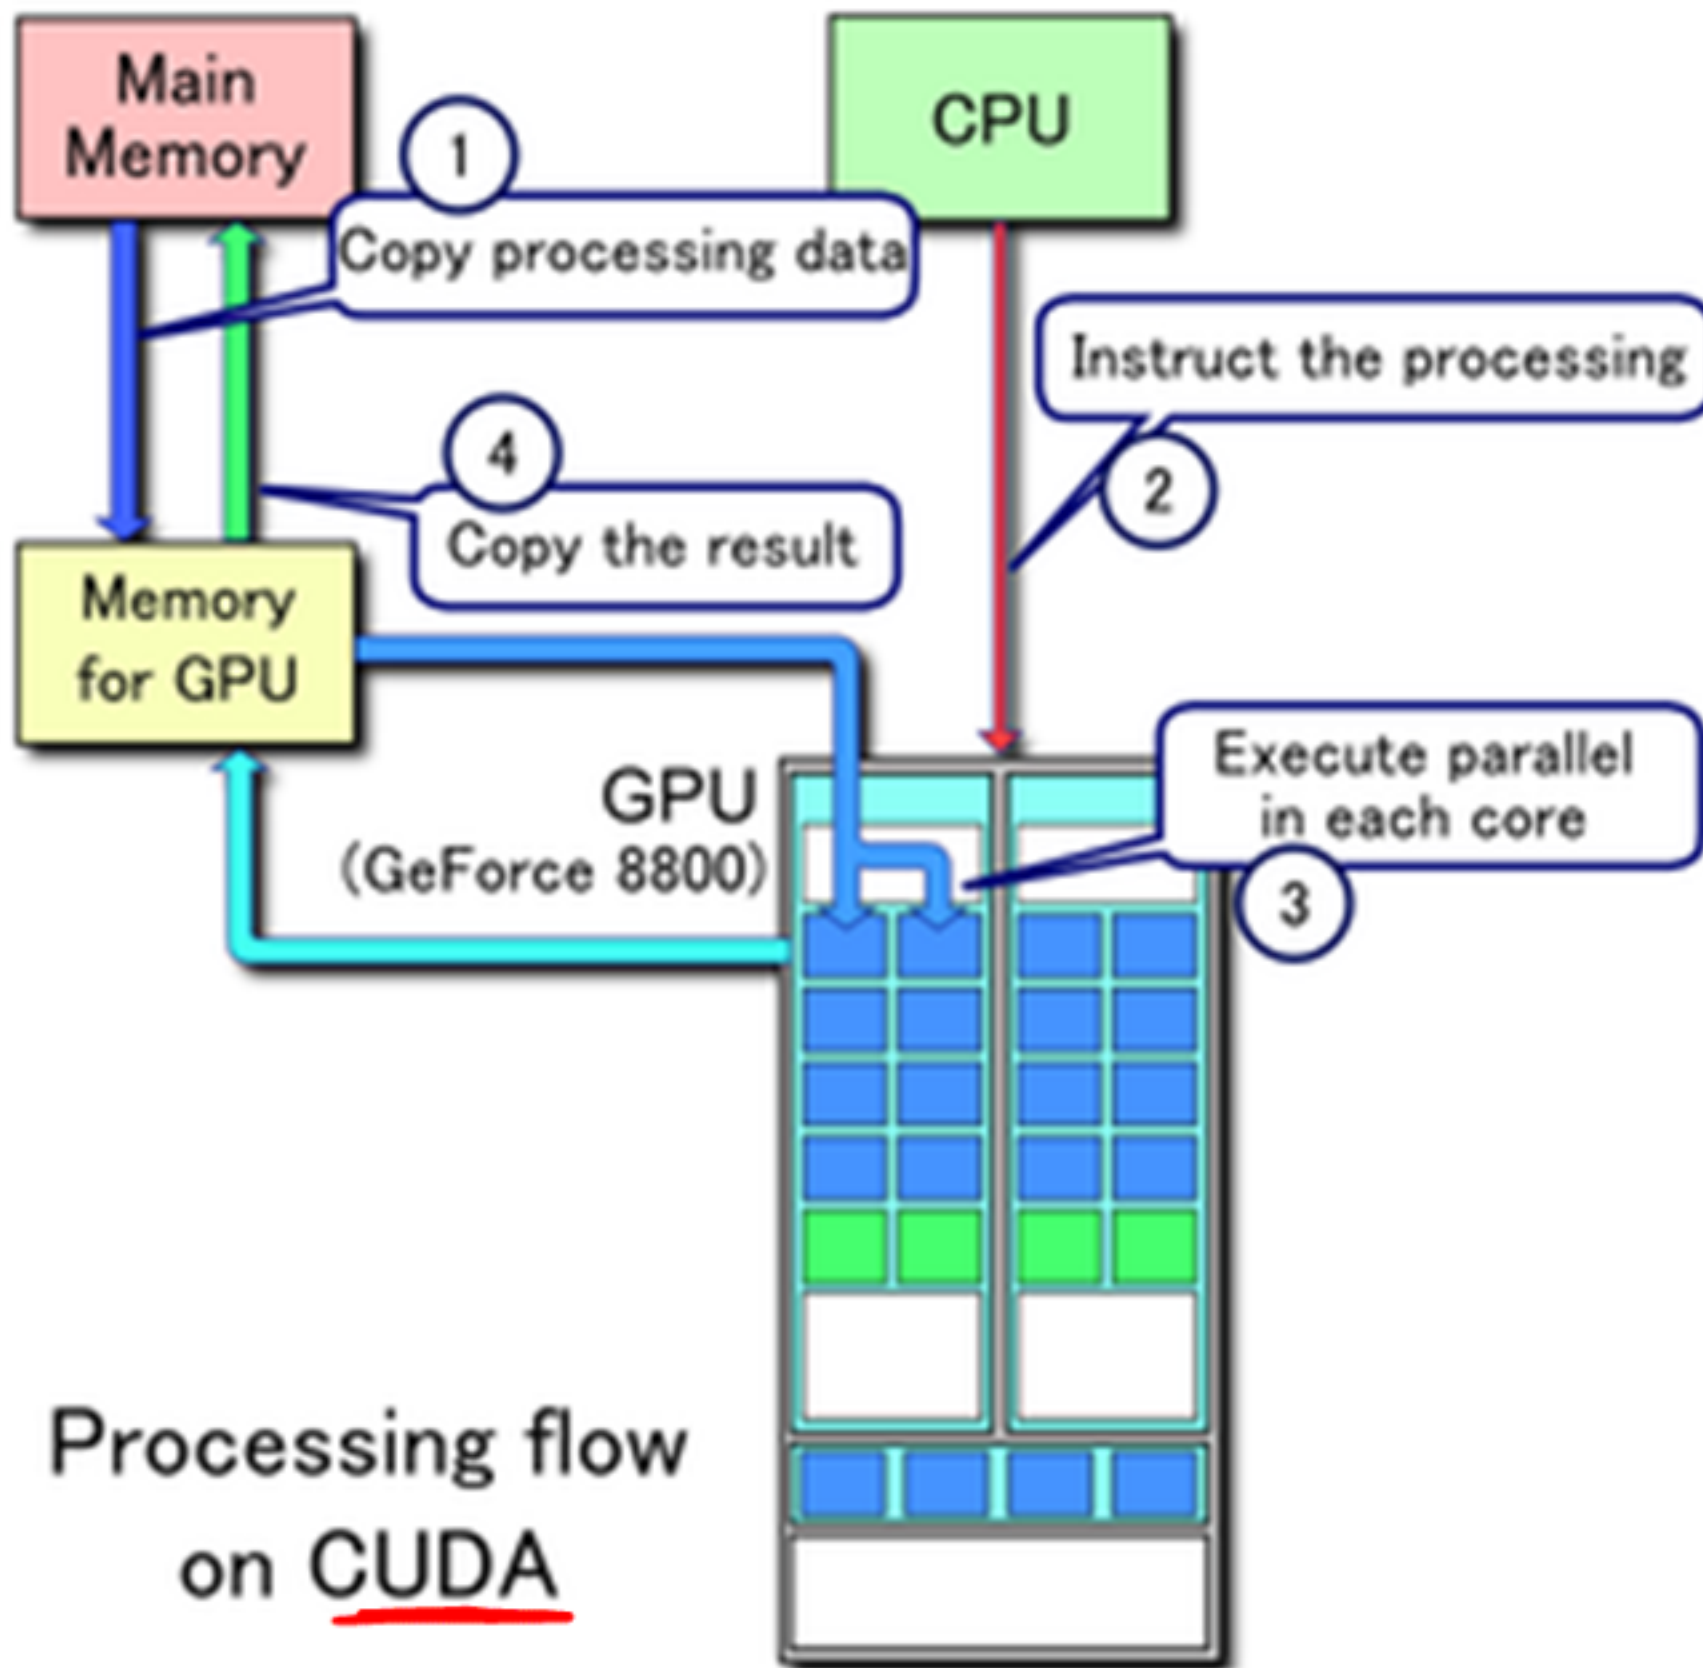 Main
Memory
CPU
1
Copy processing data
Instruct the processing
2
4
Copy the result
Memory
for GPU
GPU
(GeForce 8800)
Execute parallel
in each core
3
Processing flow
on CUDA